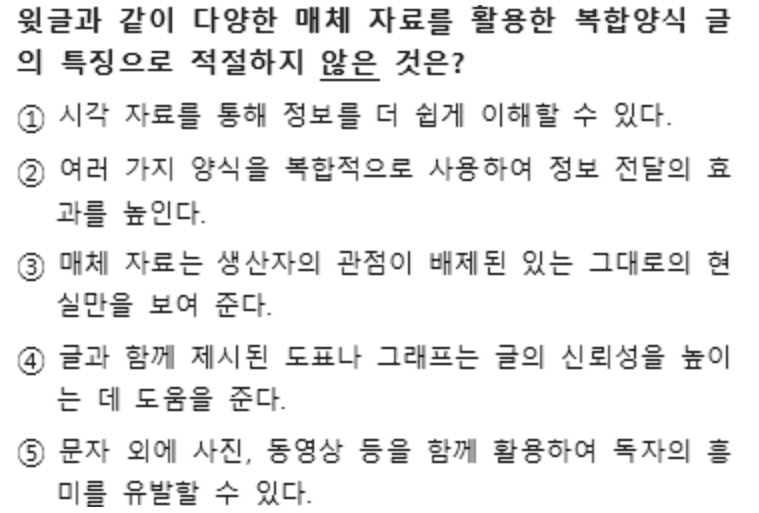 윗글과 같이 다양한 매체 자료를 활용한 복합양식 글
의 특징으로 적절하지 않은 것은?
① 시각 자료를 통해 정보를 더 쉽게 이해할 수 있다.
② 여러 가지 양식을 복합적으로 사용하여 정보 전달의 효
과를 높인다.
③ 매체 자료는 생산자의 관점이 배제된 있는 그대로의 현
실만을 보여 준다.
④ 글과 함께 제시된 도표나 그래프는 글의 신뢰성을 높이
는 데 도움을 준다.
⑤ 문자 외에 사진, 동영상 등을 함께 활용하여 독자의 흥
미를 유발할 수 있다.